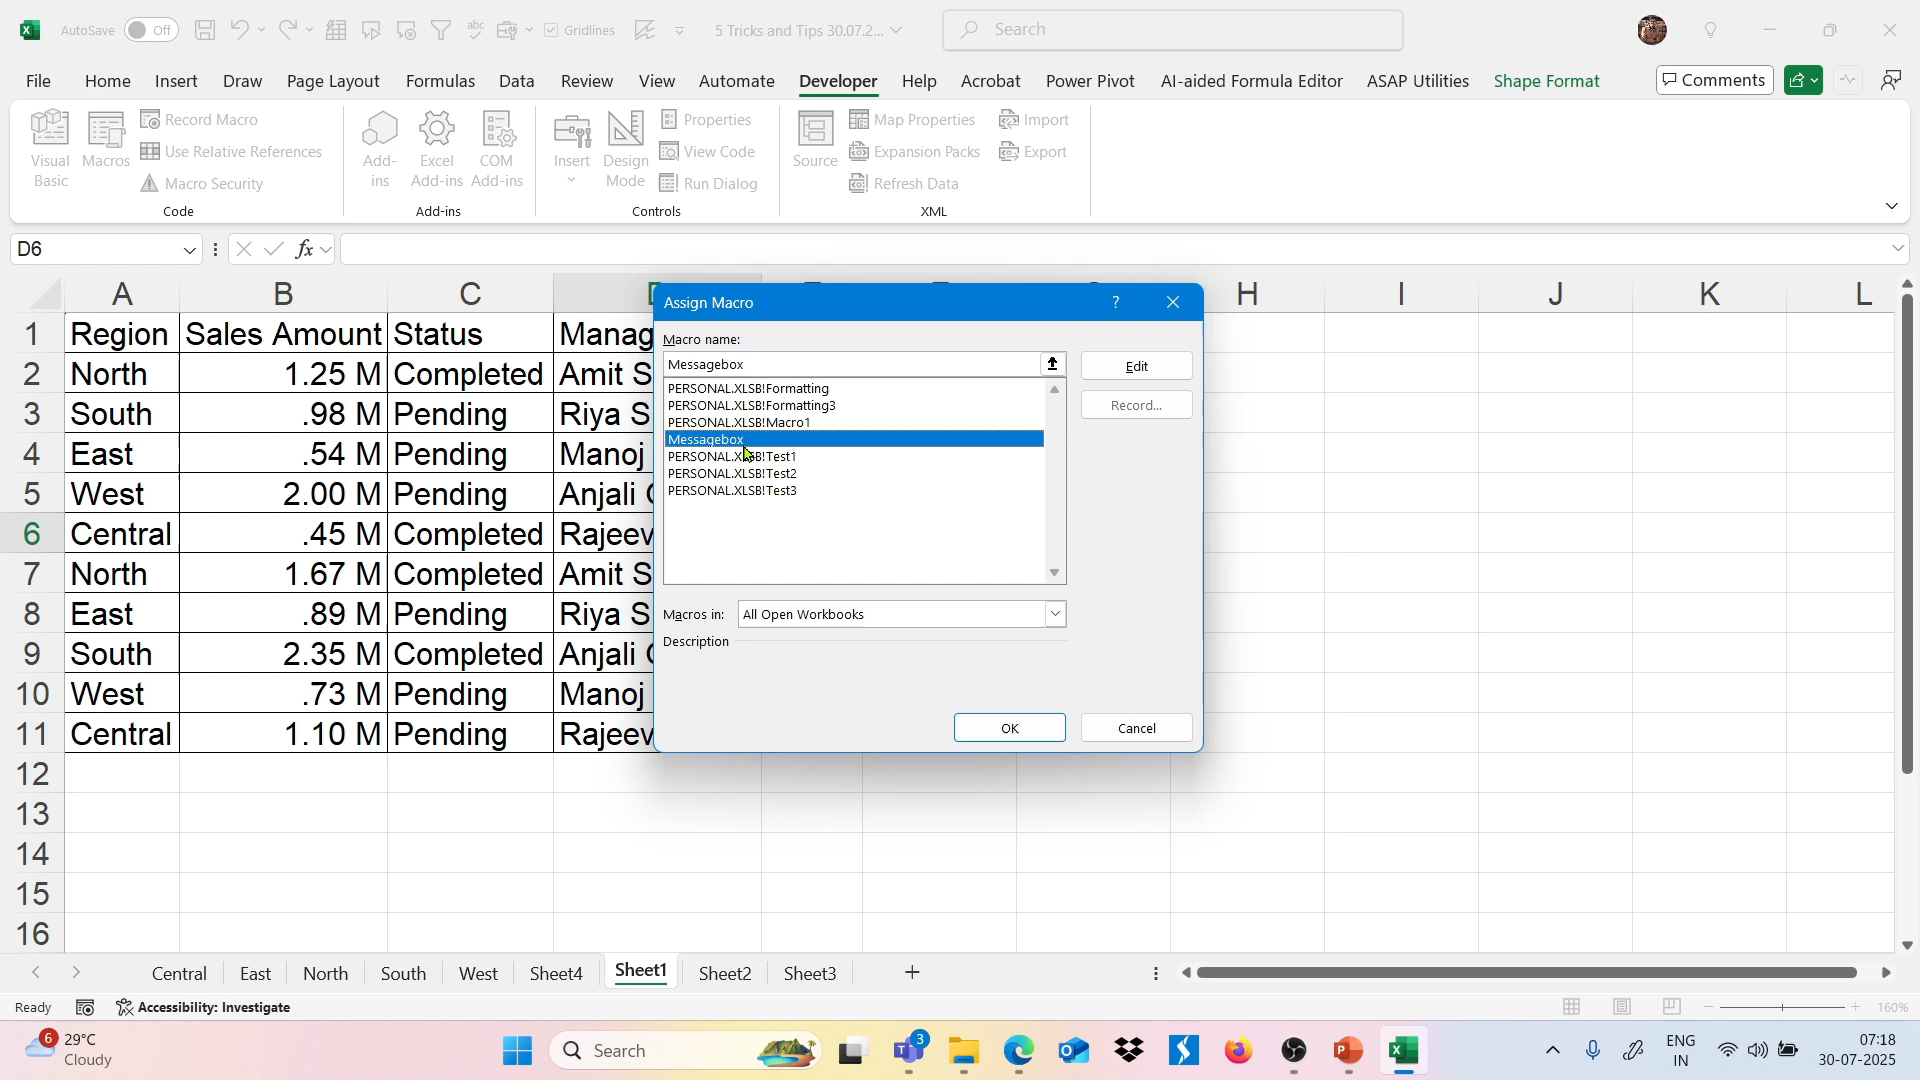 AutoSave Off abc Gridlines 5 Tricks and Tips 30.07.2... Search
File Home Insert Draw Page Layout Formulas Data Review View Automate Developer Help Acrobat Power Pivot AI-aided Formula Editor ASAP Utilities Shape Format Comments
Visual Basic
Macros
Record Macro
Use Relative References
Macro Security
Code
Add-ins
Excel Add-ins
COM Add-ins
Add-ins
Insert
Design Mode
Properties
View Code
Run Dialog
Controls
Source
Map Properties
Expansion Packs
Refresh Data
Import
Export
XML
D6 fx
A B C H I J K L
1 Region Sales Amount Status Manag
2 North 1.25 M Completed Amit S
3 South .98 M Pending Riya S
4 East .54 M Pending Manoj
5 West 2.00 M Pending Anjali
6 Central .45 M Completed Rajeev
7 North 1.67 M Completed Amit S
8 East .89 M Pending Riya S
9 South 2.35 M Completed Anjali
10 West .73 M Pending Manoj
11 Central 1.10 M Pending Rajeev
12
13
14
15
16
Assign Macro ?
Macro name:
Messagebox
Edit
Record...
PERSONAL.XLSB!Formatting
PERSONAL.XLSB!Formatting3
PERSONAL.XLSB!Macro1
Messagebox
PERSONAL.XLSB!Test1
PERSONAL.XLSB!Test2
PERSONAL.XLSB!Test3
Macros in: All Open Workbooks
Description
OK Cancel
Central East North South West Sheet4 Sheet1 Sheet2 Sheet3
Ready Accessibility: Investigate 160%
6 29°C
Cloudy
Search
3
ENG
IN
07:18
30-07-2025